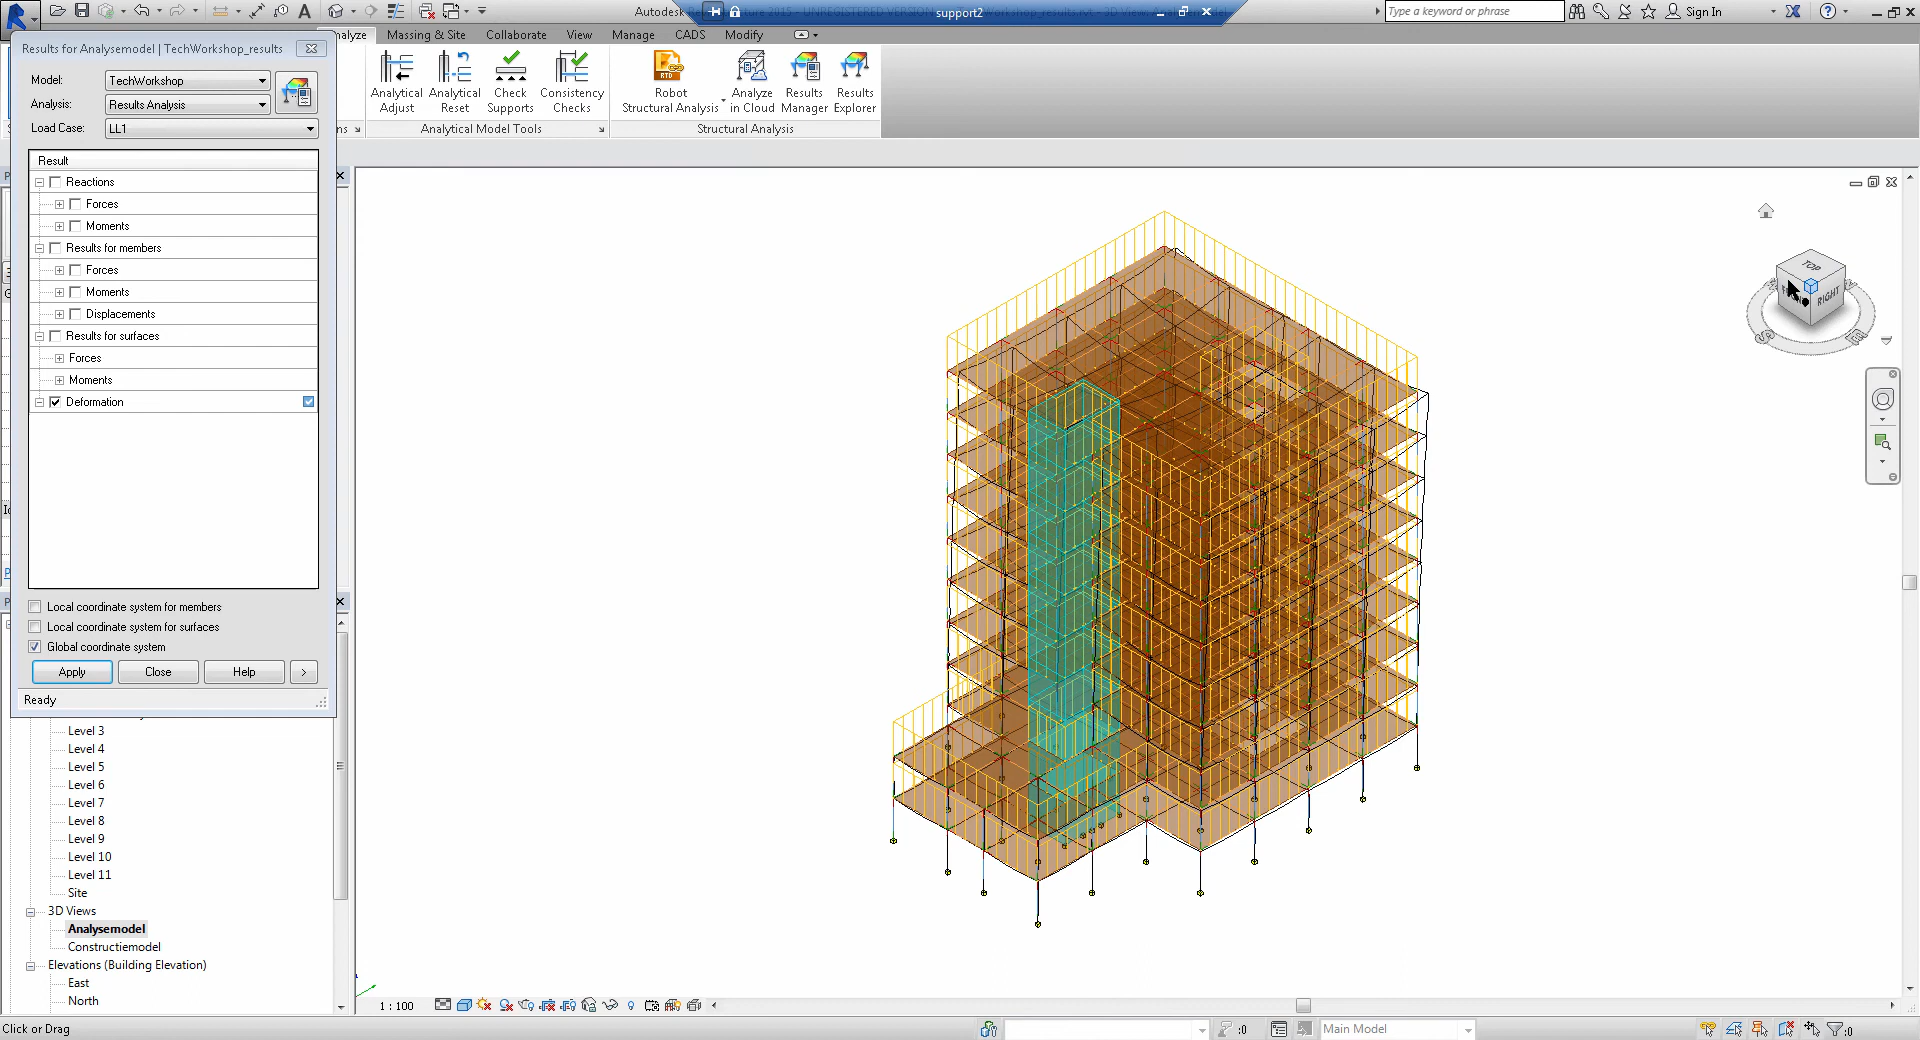 Autodesk
support2
Type a keyword or phrase
Sign In
Results for Analysemodel | TechWorkshop_results
Massing & Site
Collaborate
View
Manage
CADS
Modify
Model:
TechWorkshop
Analysis:
Results Analysis
Load Case:
LL1
Analytical
Adjust
Analytical
Reset
Check
Supports
Consistency
Checks
RTD
Robot
Structural Analysis
Analyze
in Cloud
Results
Manager
Results
Explorer
Analytical Model Tools
Structural Analysis
Result
Reactions
Forces
Moments
Results for members
Forces
Moments
Displacements
Results for surfaces
Forces
Moments
Deformation
Local coordinate system for members
Local coordinate system for surfaces
Global coordinate system
Apply
Close
Help
>
Ready
Level 3
Level 4
Level 5
Level 6
Level 7
Level 8
Level 9
Level 10
Level 11
Site
3D Views
Analysemodel
Constructiemodel
Elevations (Building Elevation)
East
North
TOP
RIGHT
1 : 100
Click or Drag
:0
Main Model
:0